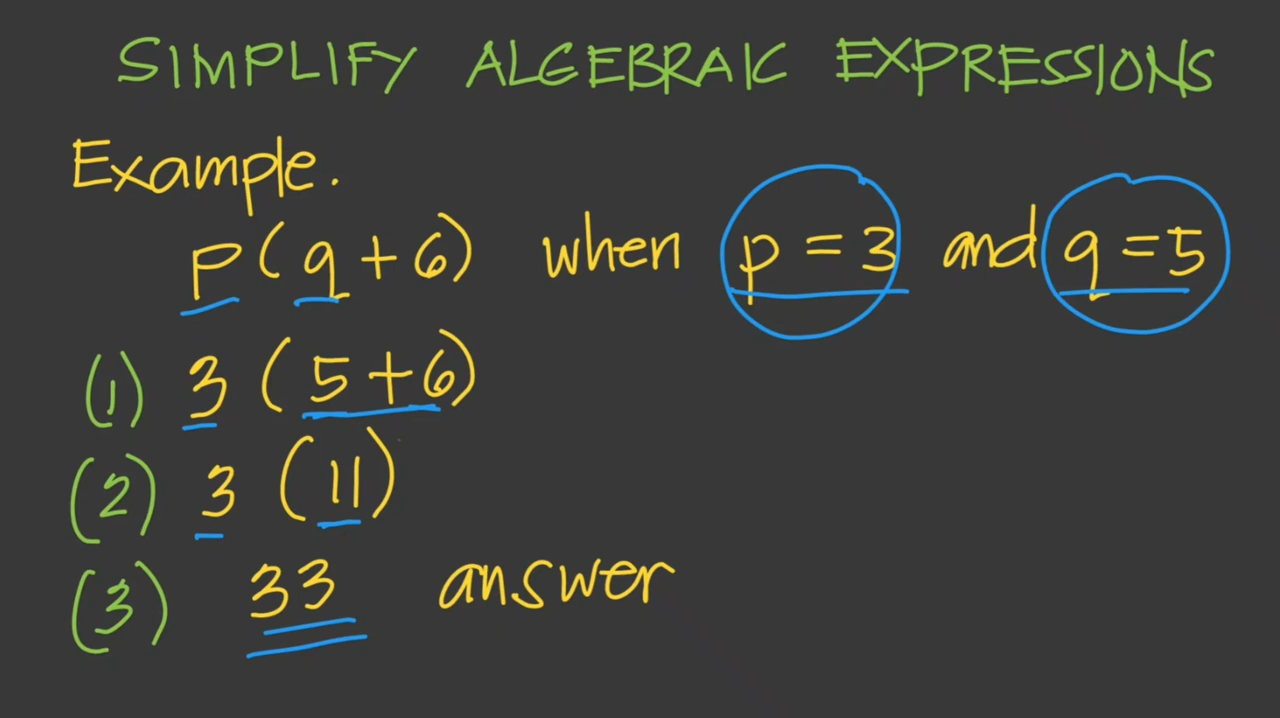 SIMPLIFY ALGEBRAIC EXPRESSIONS
Example.
p(q+6) when p = 3 and q = 5
(1) 3 (5+6)
(2) 3 (11)
(3) 33 answer